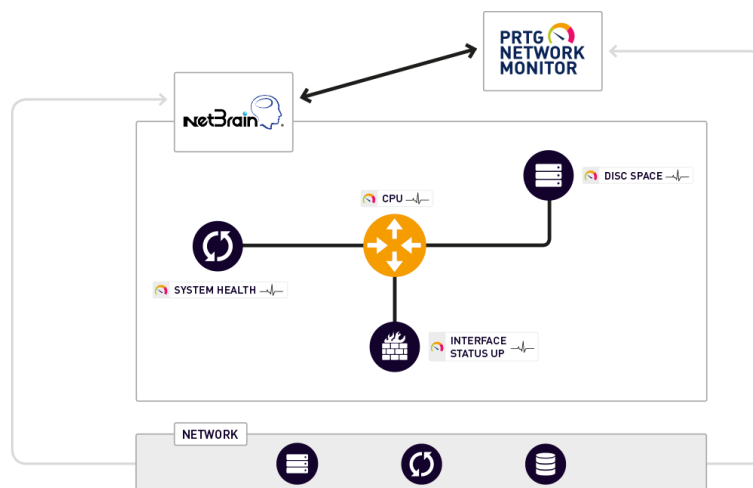 PRTG
NETWORK
MONITOR
NetBrain
DISC SPACE
CPU
SYSTEM HEALTH
INTERFACE
STATUS UP
NETWORK